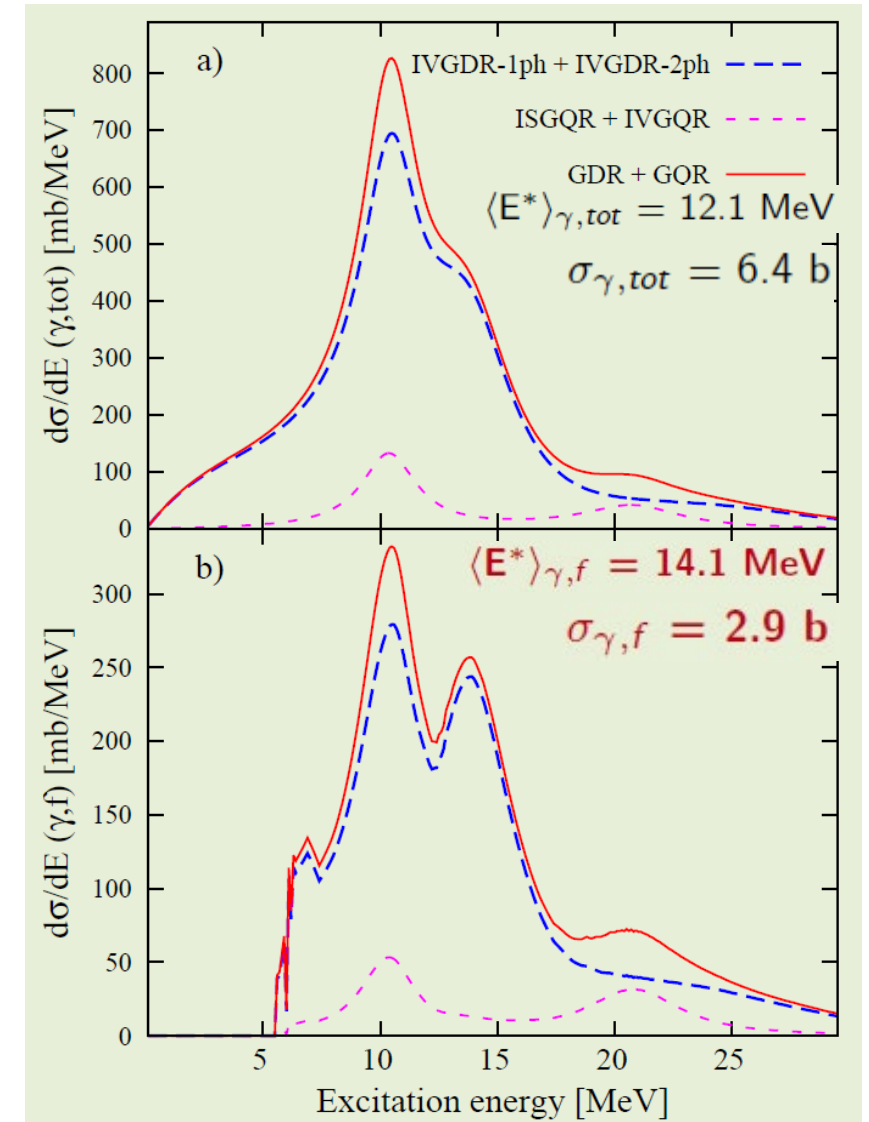 a)
IVGDR-1ph + IVGDR-2ph
ISGQR + IVGQR
GDR + GQR
⟨E*⟩γ,tot = 12.1 MeV
σγ,tot = 6.4 b
dσ/dE (γ,tot) [mb/MeV]
800
700
600
500
400
300
200
100
0
b)
⟨E*⟩γ,f = 14.1 MeV
σγ,f = 2.9 b
dσ/dE (γ,f) [mb/MeV]
300
250
200
150
100
50
0
5 10 15 20 25
Excitation energy [MeV]